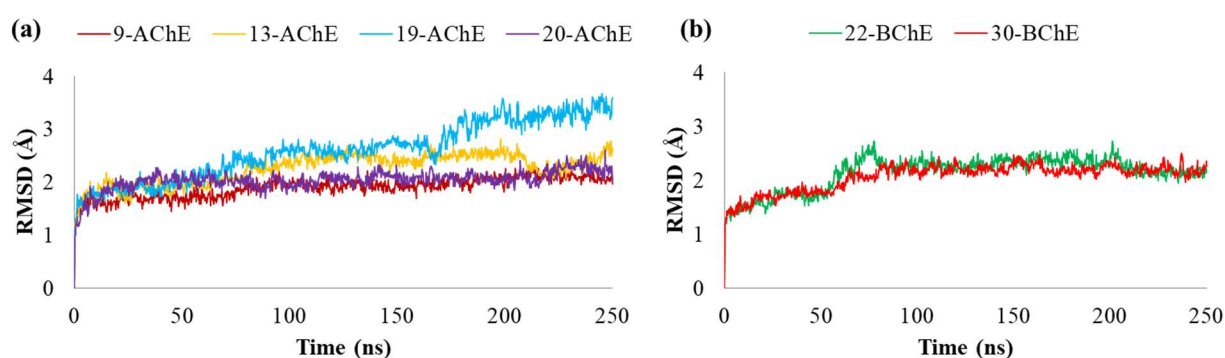 (a) 9-AChE 13-AChE 19-AChE 20-AChE
4
3
2
1
0
RMSD (Å)
0 50 100 150 200 250
Time (ns)
(b) 22-BChE 30-BChE
4
3
2
1
0
RMSD (Å)
0 50 100 150 200 250
Time (ns)